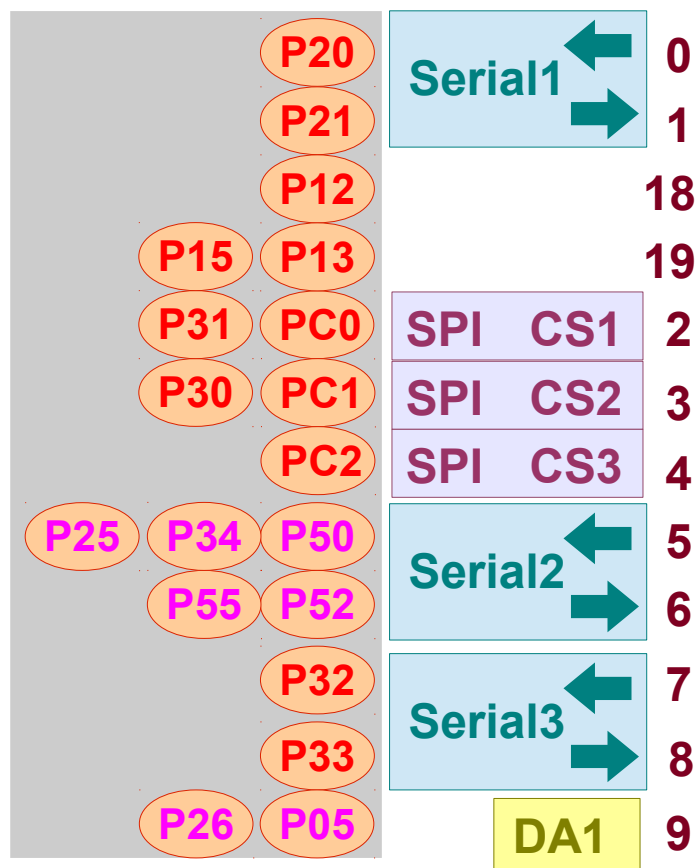 P20 0
Serial1
P21 1
P12 18
P15 P13 19
P31 PC0 SPI CS1 2
P30 PC1 SPI CS2 3
PC2 SPI CS3 4
P25 P34 P50 5
Serial2
P55 P52 6
P32 7
Serial3
P33 8
P26 P05 DA1 9